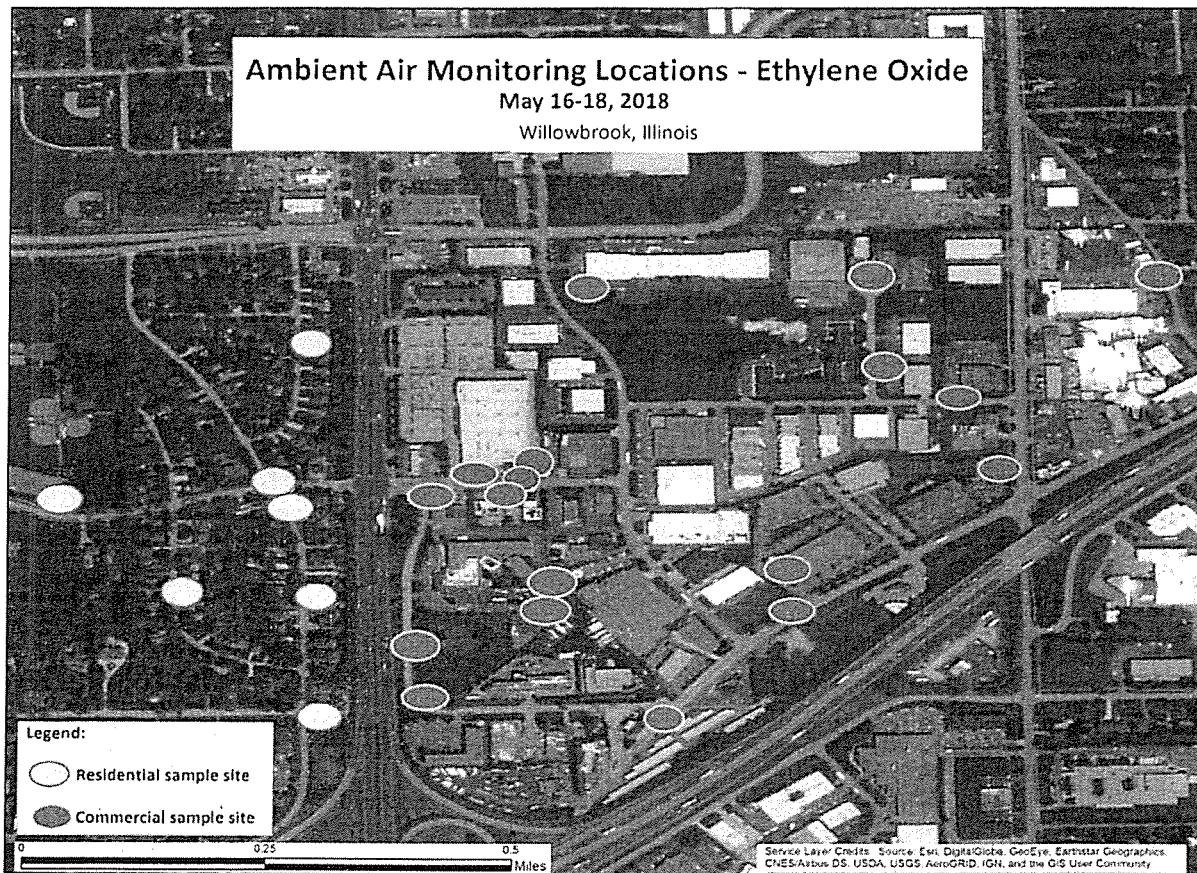 Ambient Air Monitoring Locations - Ethylene Oxide
May 16-18, 2018
Willowbrook, Illinois
Legend:
Residential sample site
Commercial sample site
0 0.25 0.5
Miles
Service Layer Credits: Source: Esri, DigitalGlobe, GeoEye, Earthstar Geographics,
CNES/Airbus DS, USDA, USGS, AeroGRID, IGN, and the GIS User Community